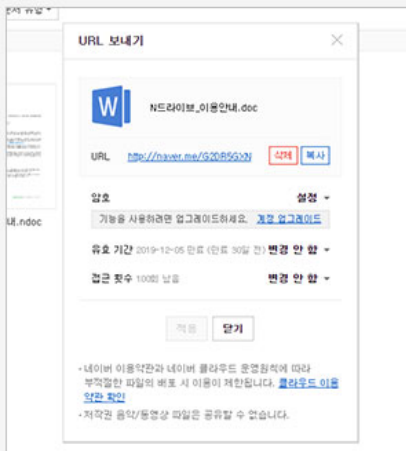 문서 유형
URL 보내기
N드라이브_이용안내.doc
URL http://naver.me/G2DR5GXN 삭제 복사
암호 설정
기능을 사용하려면 업그레이드하세요. 계정 업그레이드
내.ndoc
유효 기간 2019-12-05 만료 (만료 30일 전) 변경 안 함
접근 횟수 100회 남음 변경 안 함
적용 닫기
· 네이버 이용약관과 네이버 클라우드 운영원칙에 따라
부적절한 파일의 배포 시 이용이 제한됩니다. 클라우드 이용
약관 확인
· 저작권 음악/동영상 파일은 공유할 수 없습니다.